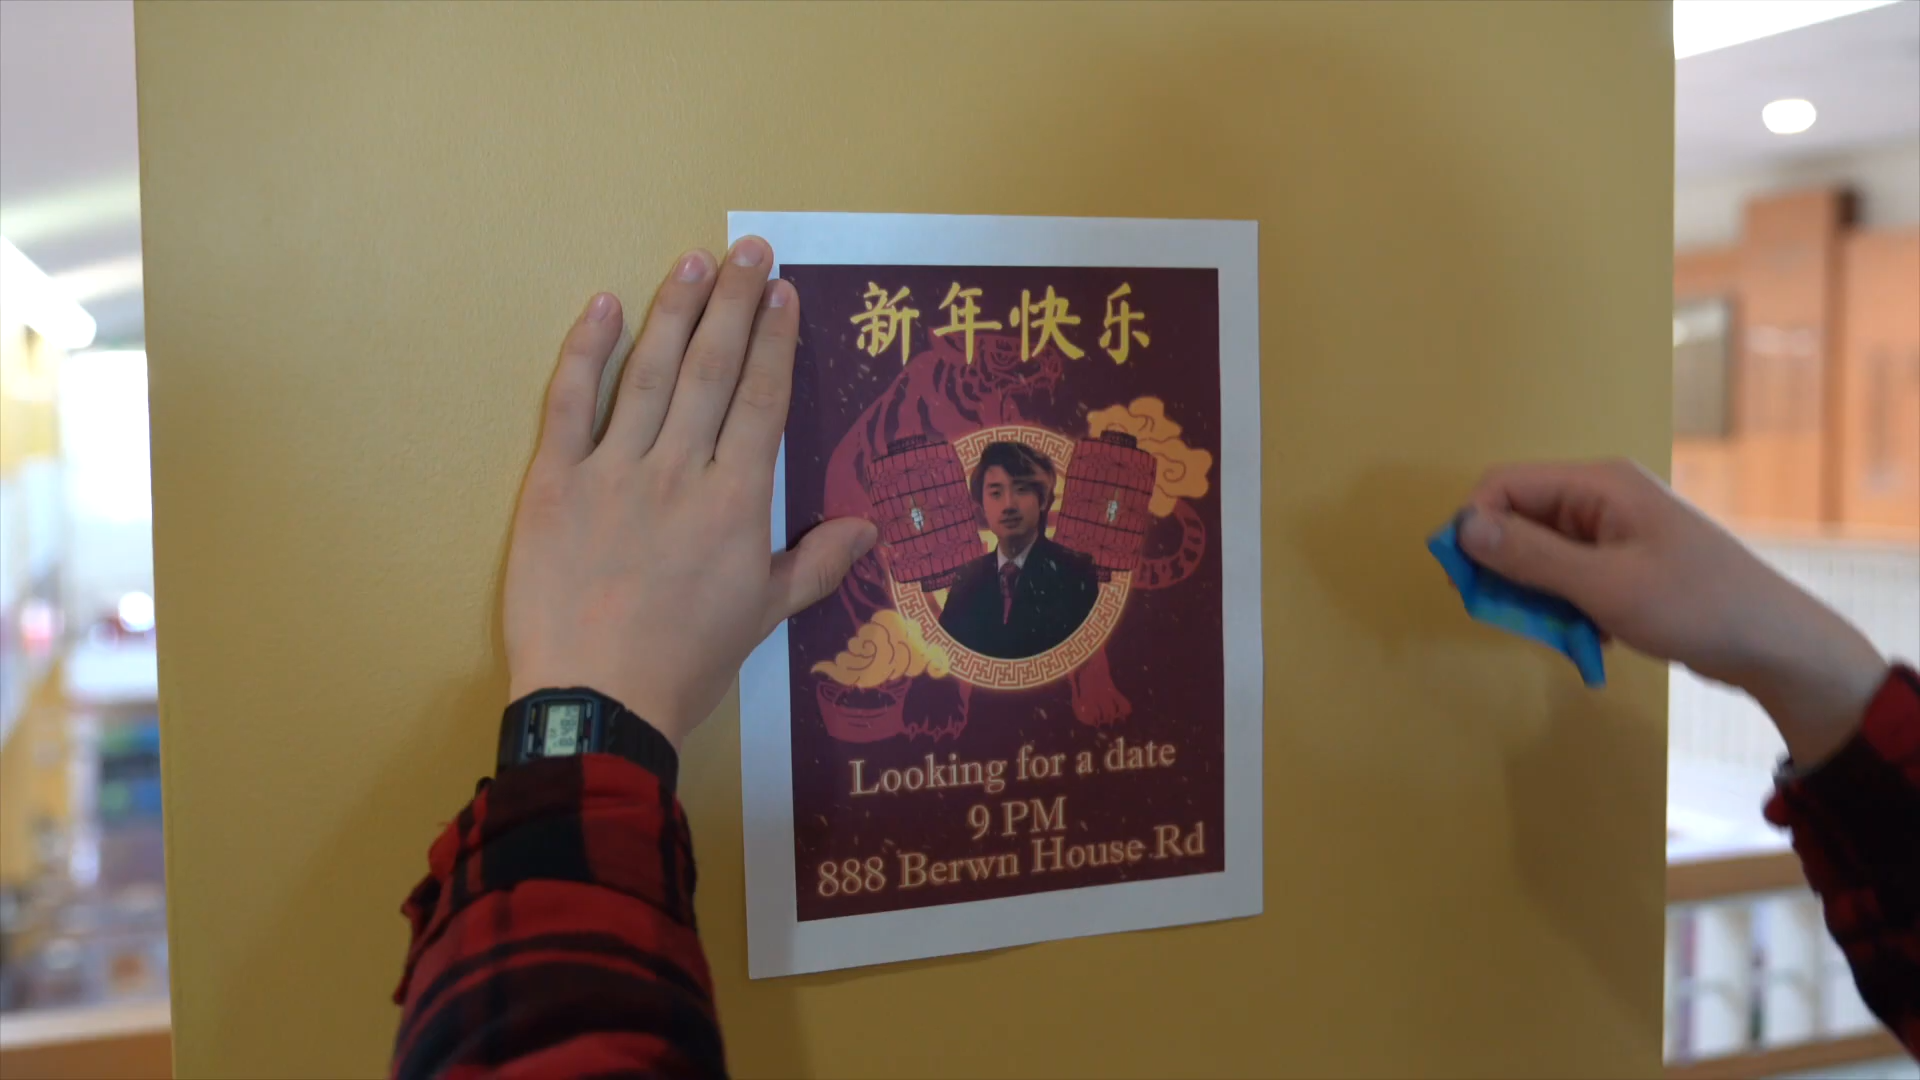 新年快乐
Looking for a date
9 PM
888 Berwn House Rd